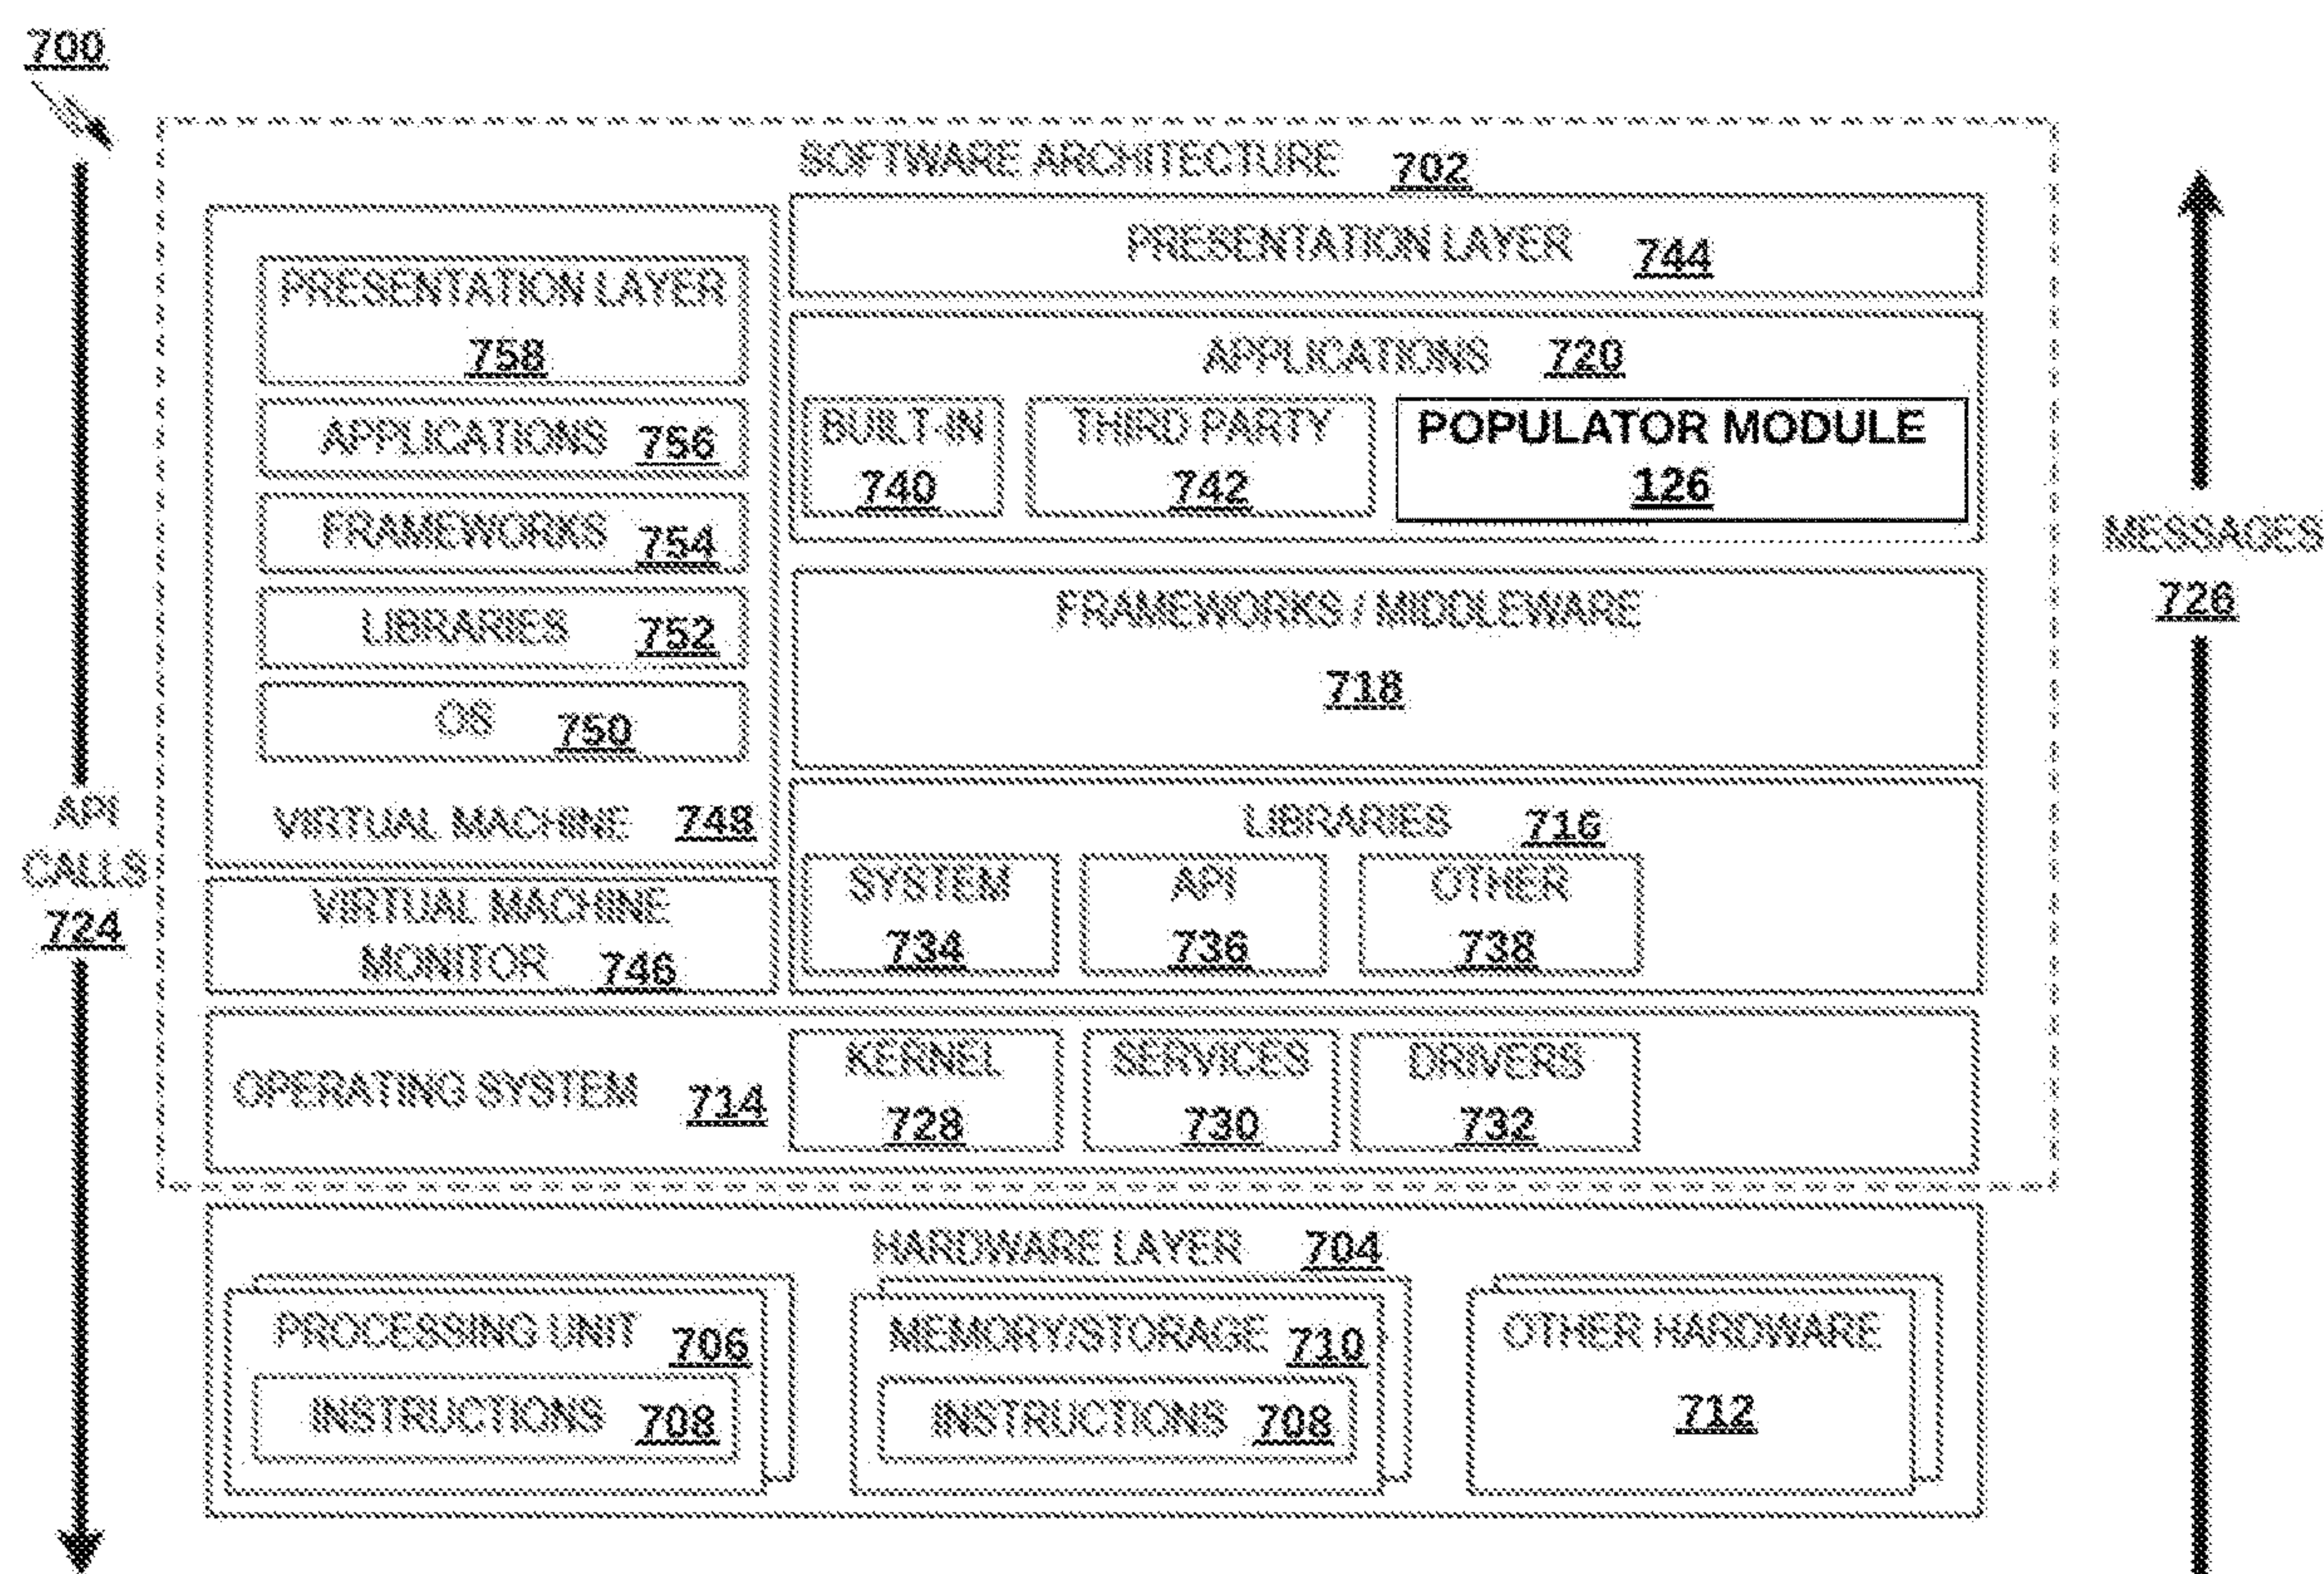 700
SOFTWARE ARCHITECTURE 702
PRESENTATION LAYER 744
PRESENTATION LAYER
758
APPLICATIONS 756
FRAMEWORKS 754
LIBRARIES 752
OS 750
VIRTUAL MACHINE 748
VIRTUAL MACHINE
MONITOR 746
APPLICATIONS 720
BUILT-IN
740
THIRD PARTY
742
POPULATOR MODULE
126
FRAMEWORKS / MIDDLEWARE
718
LIBRARIES 716
SYSTEM
734
API
736
OTHER
738
OPERATING SYSTEM 714
KERNEL
728
SERVICES
730
DRIVERS
732
HARDWARE LAYER 704
PROCESSING UNIT 706
INSTRUCTIONS 708
MEMORY/STORAGE 710
INSTRUCTIONS 708
OTHER HARDWARE
712
API
CALLS
724
MESSAGES
726